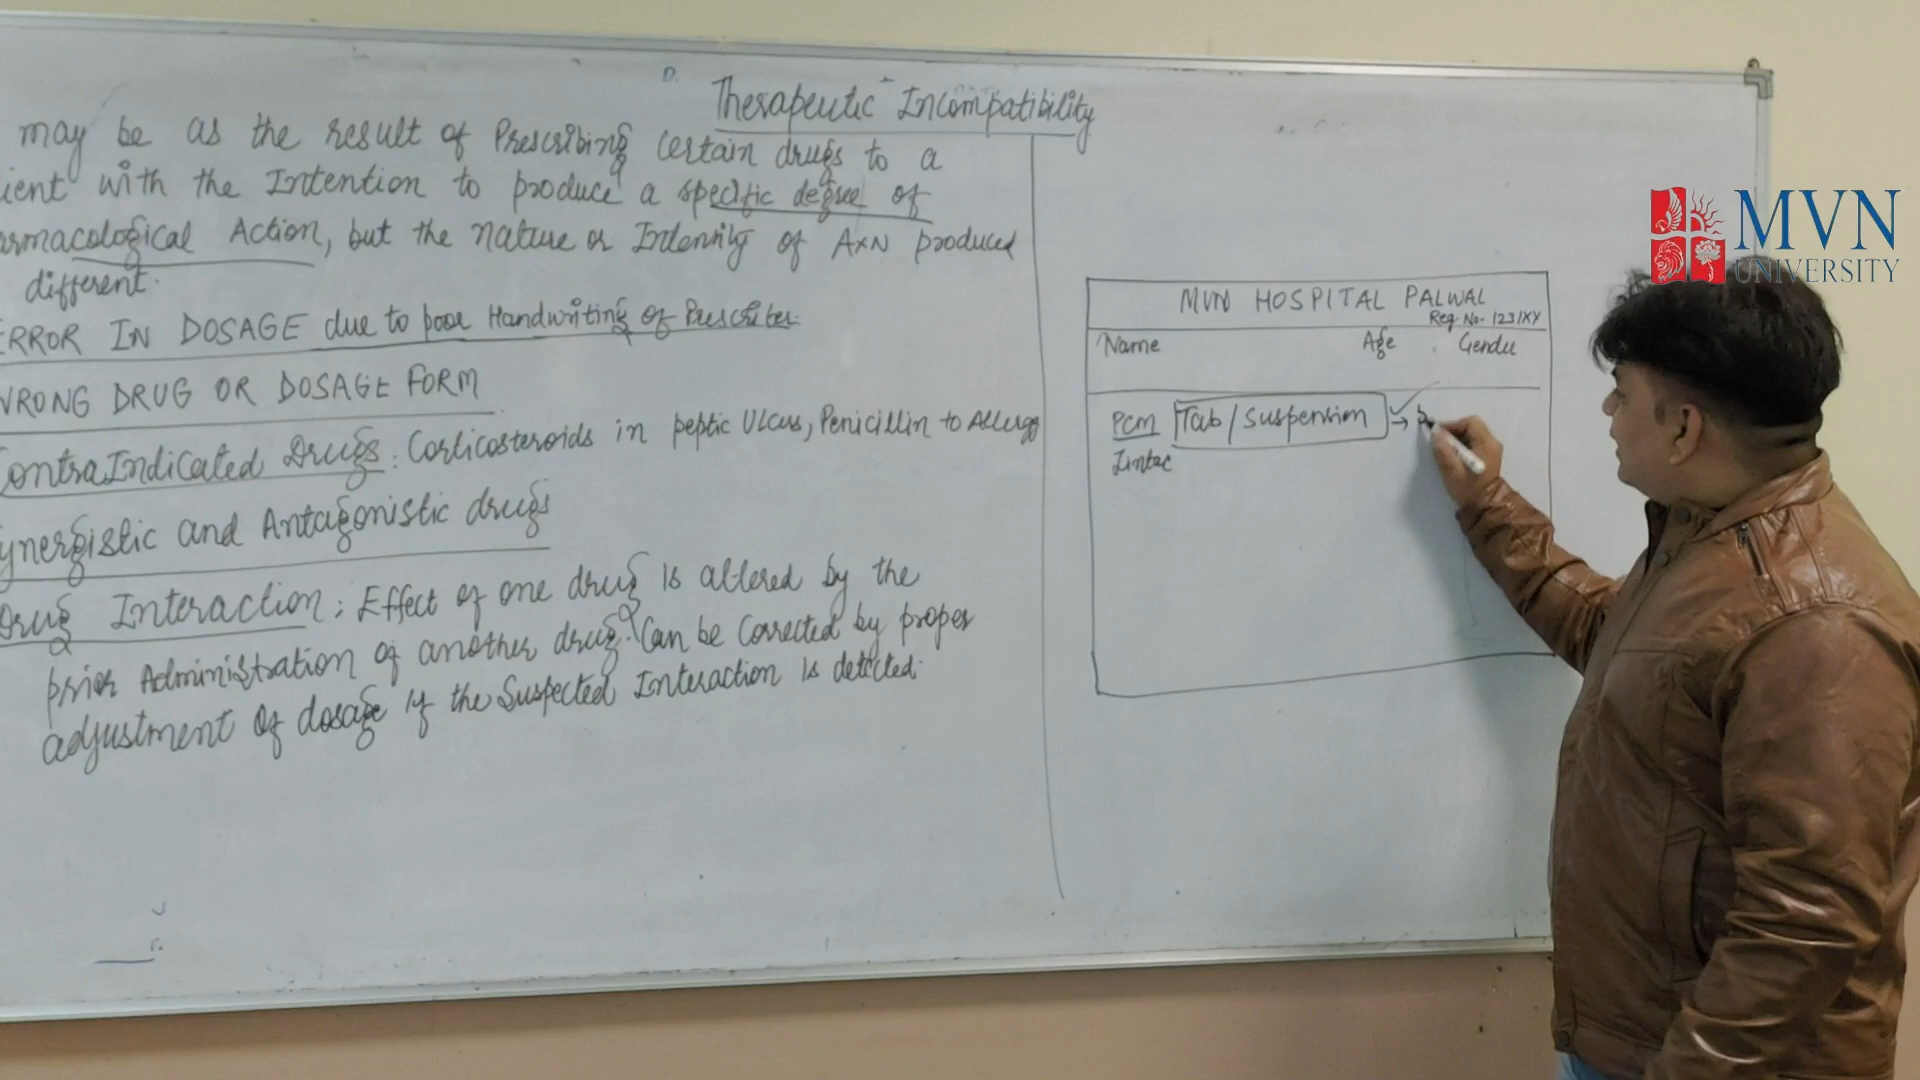 Therapeutic Incompatibility
may be as the result of Prescribing Certain drugs to a
ient with the Intention to produce a specific degree of
armacological Action, but the nature or Intensity of AxN produced
different.
ERROR IN DOSAGE due to poor Handwriting of Prescriber.
WRONG DRUG OR DOSAGE FORM
Contra Indicated Drugs: Corticosteroids in peptic Ulcers, Penicillin to Allergy
ynergistic and Antagonistic drugs
Drug Interaction; Effect of one drug is altered by the
prior Administration of another drug. Can be Corrected by proper
adjustment of dosage if the Suspected Interaction is detected.
MVN HOSPITAL PALWAL
Reg. No. 123/XY
Name Age Gender
Pcm Tab/Suspension →
Zintac
MVN
UNIVERSITY